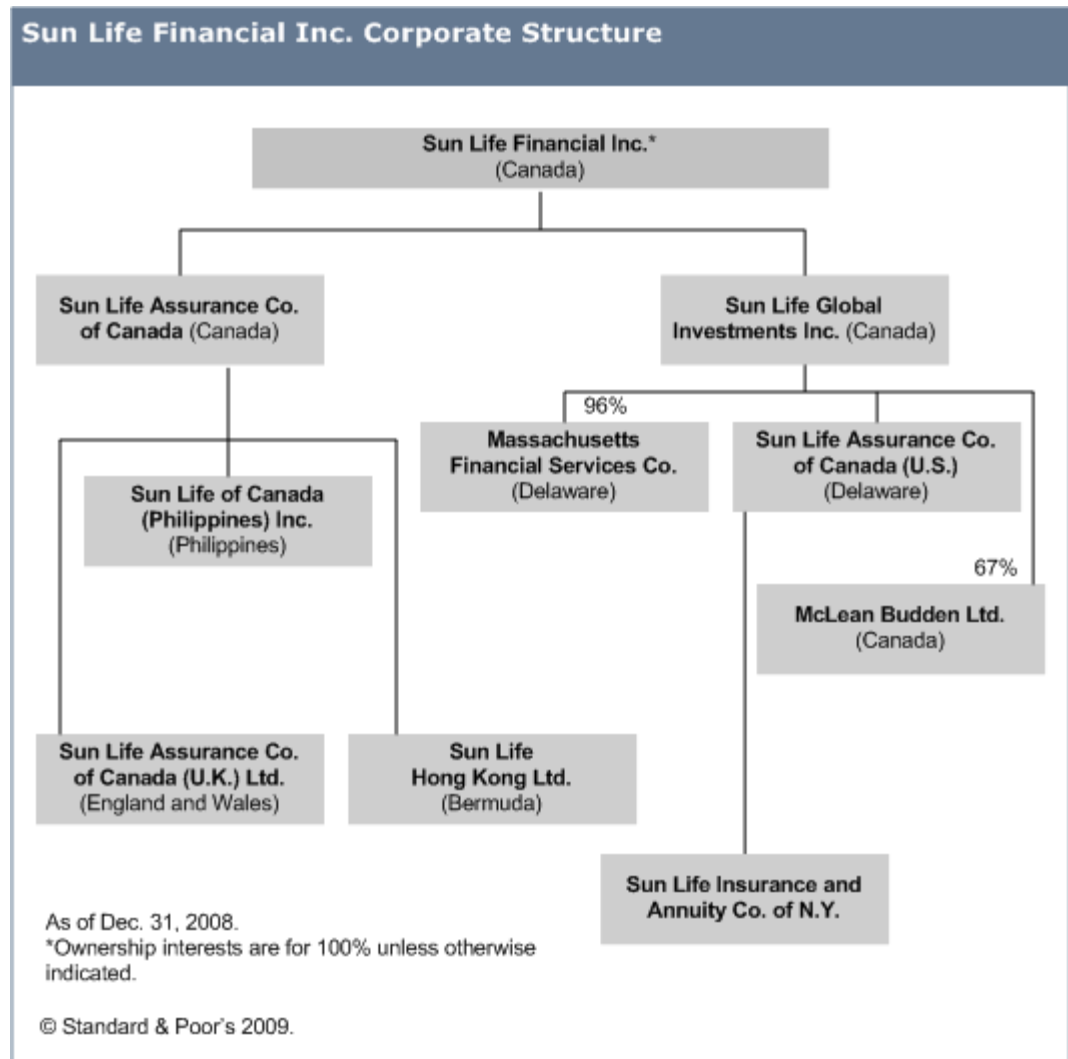 Sun Life Financial Inc. Corporate Structure
Sun Life Financial Inc.*
(Canada)
Sun Life Assurance Co.
of Canada (Canada)
Sun Life Global
Investments Inc. (Canada)
96%
Massachusetts
Financial Services Co.
(Delaware)
Sun Life Assurance Co.
of Canada (U.S.)
(Delaware)
Sun Life of Canada
(Philippines) Inc.
(Philippines)
67%
McLean Budden Ltd.
(Canada)
Sun Life Assurance Co.
of Canada (U.K.) Ltd.
(England and Wales)
Sun Life
Hong Kong Ltd.
(Bermuda)
Sun Life Insurance and
Annuity Co. of N.Y.
As of Dec. 31, 2008.
*Ownership interests are for 100% unless otherwise
indicated.
© Standard & Poor's 2009.